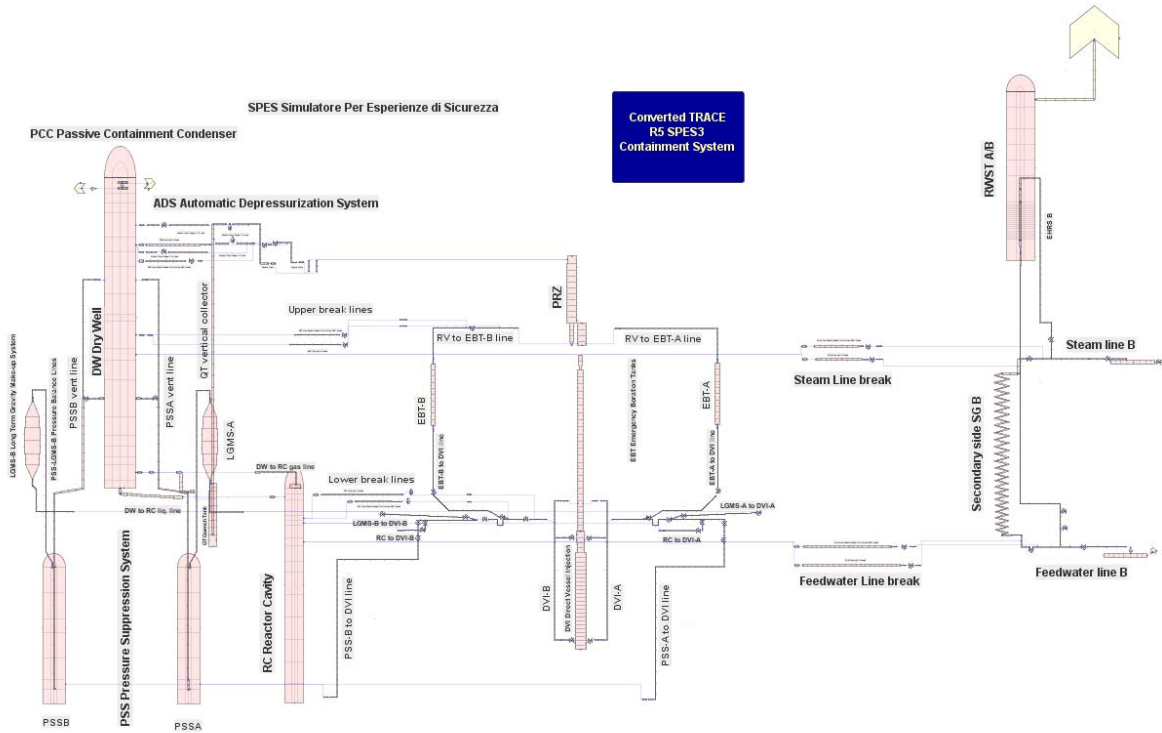 SPES Simulatore Per Esperienze di Sicurezza
Converted TRACE
R5 SPES3
Containment System
PCC Passive Containment Condenser
ADS Automatic Depressurization System
RWST A/B
EHRS B
DW Dry Well
QT vertical collector
PRZ
Upper break lines
RV to EBT-B line
RV to EBT-A line
PSSB vent line
PSSA vent line
Steam line B
Steam Line break
LGMS-B Long Term Gravity Make-up System
PSS-LGMS-B Pressure Balance Lines
LGMS-A
EBT-B
EBT Emergency Boration Tanks
EBT-A
Secondary side SG B
EBT-B to DVI line
EBT-A to DVI line
DW to RC gas line
Lower break lines
DW to RC liq. line
QT Quench Tank
LGMS-B to DVI-B
LGMS-A to DVI-A
RC to DVI-B
RC to DVI-A
Feedwater line B
Feedwater Line break
DVI-B
DVI Direct Vessel Injection
DVI-A
PSS Pressure Suppression System
RC Reactor Cavity
PSS-B to DVI line
PSS-A to DVI line
PSSB
PSSA